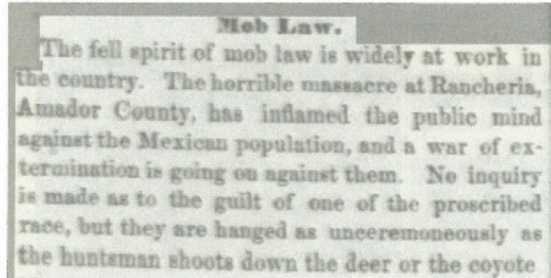 Mob Law.
The fell spirit of mob law is widely at work in
the country. The horrible massacre at Rancheria,
Amador County, has inflamed the public mind
against the Mexican population, and a war of ex-
termination is going on against them. No inquiry
is made as to the guilt of one of the proscribed
race, but they are hanged as unceremoneously as
the huntsman shoots down the deer or the coyote